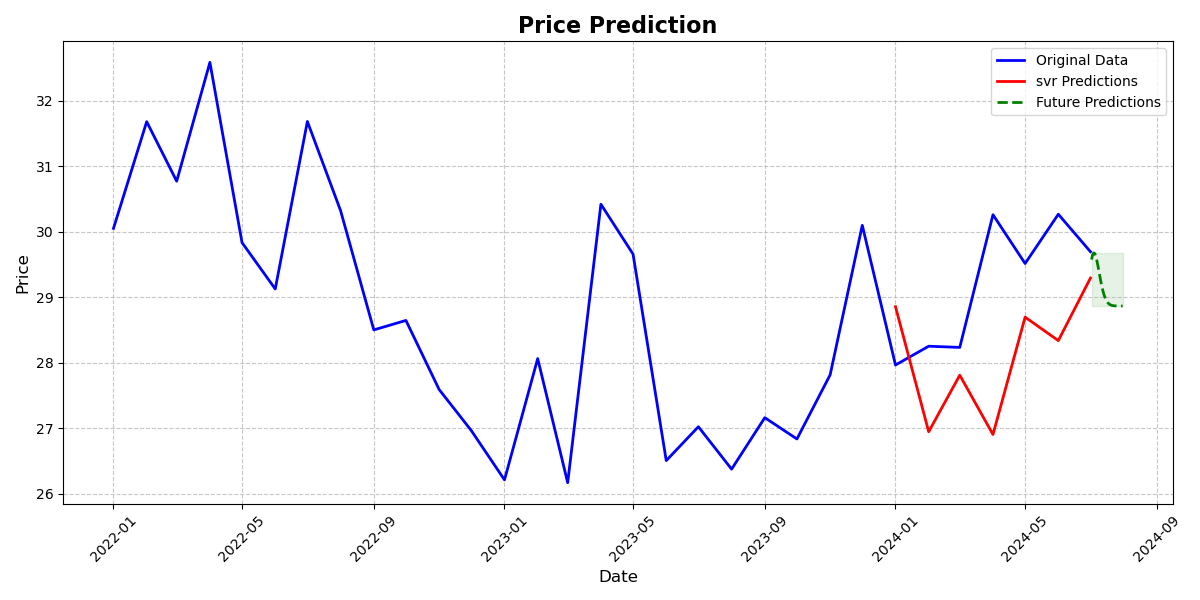 Price Prediction
Original Data
svr Predictions
Future Predictions
Price
32
31
30
29
28
27
26
2022-01
2022-05
2022-09
2023-01
2023-05
2023-09
2024-01
2024-05
2024-09
Date